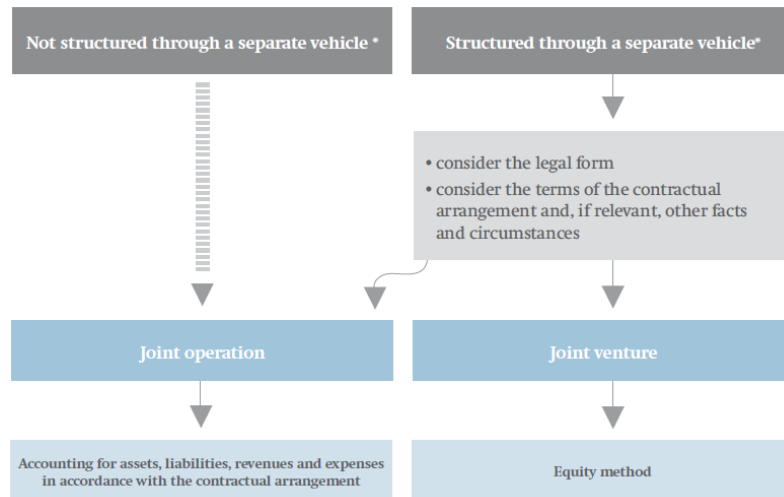 Not structured through a separate vehicle *
Structured through a separate vehicle*
• consider the legal form
• consider the terms of the contractual
arrangement and, if relevant, other facts
and circumstances
Joint operation
Joint venture
Accounting for assets, liabilities, revenues and expenses
in accordance with the contractual arrangement
Equity method